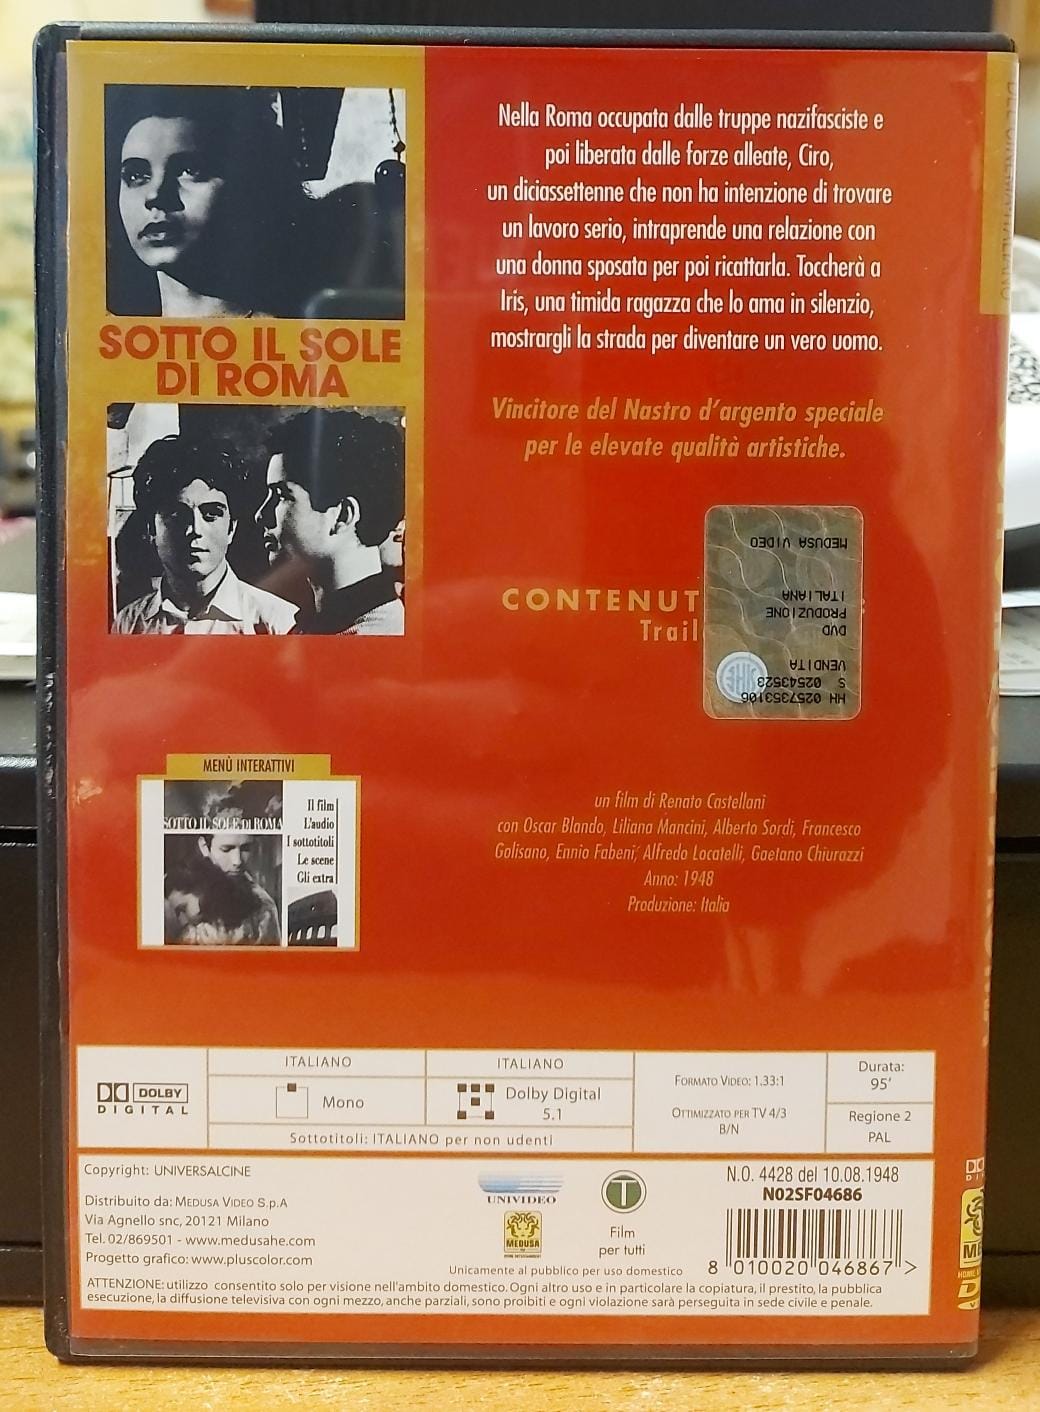 SOTTO IL SOLE
DI ROMA
Nella Roma occupata dalle truppe nazifasciste e
poi liberata dalle forze alleate, Ciro,
un diciassettenne che non ha intenzione di trovare
un lavoro serio, intraprende una relazione con
una donna sposata per poi ricattarla. Toccherà a
Iris, una timida ragazza che lo ama in silenzio,
mostrargli la strada per diventare un vero uomo.
Vincitore del Nastro d'argento speciale
per le elevate qualità artistiche.
CONTENUT
Trail
MEDUSA VIDEO
ITALIANA
PRODUZIONE
DVD
VENDITA
S 02543523
HH 0257353106
SIAE
MENÙ INTERATTIVI
SOTTO IL SOLE DI ROMA
Il film
L'audio
I sottotitoli
Le scene
Gli extra
un film di Renato Castellani
con Oscar Blando, Liliana Mancini, Alberto Sordi, Francesco
Golisano, Ennio Fabeni, Alfredo Locatelli, Gaetano Chiurazzi
Anno: 1948
Produzione: Italia
DOLBY
DIGITAL
ITALIANO
Mono
ITALIANO
Dolby Digital
5.1
Sottotitoli: ITALIANO per non udenti
FORMATO VIDEO: 1.33:1
OTTIMIZZATO PER TV 4/3
B/N
Durata:
95'
Regione 2
PAL
Copyright: UNIVERSALCINE
Distribuito da: MEDUSA VIDEO S.p.A
Via Agnello snc, 20121 Milano
Tel. 02/869501 - www.medusahe.com
Progetto grafico: www.pluscolor.com
UNIVIDEO
MEDUSA
HOME ENTERTAINMENT
T
Film
per tutti
Unicamente al pubblico per uso domestico
N.O. 4428 del 10.08.1948
N02SF04686
8 010020 046867 >
ATTENZIONE: utilizzo consentito solo per visione nell'ambito domestico. Ogni altro uso e in particolare la copiatura, il prestito, la pubblica
esecuzione, la diffusione televisiva con ogni mezzo, anche parziali, sono proibiti e ogni violazione sarà perseguita in sede civile e penale.